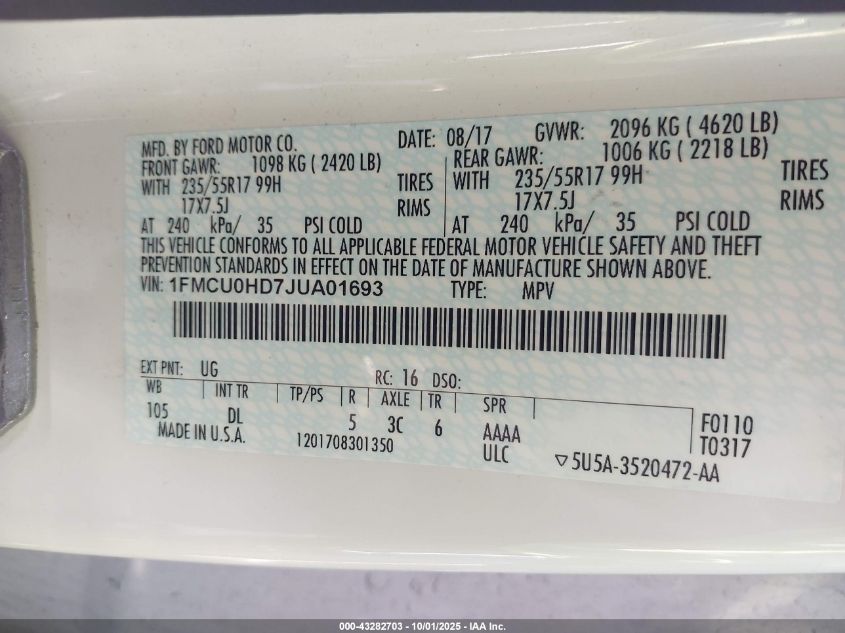 MFD. BY FORD MOTOR CO. DATE: 08/17 GVWR: 2096 KG ( 4620 LB)
FRONT GAWR: 1098 KG ( 2420 LB) REAR GAWR: 1006 KG ( 2218 LB)
WITH 235/55R17 99H TIRES WITH 235/55R17 99H TIRES
17X7.5J RIMS 17X7.5J RIMS
AT 240 kPa/ 35 PSI COLD AT 240 kPa/ 35 PSI COLD
THIS VEHICLE CONFORMS TO ALL APPLICABLE FEDERAL MOTOR VEHICLE SAFETY AND THEFT
PREVENTION STANDARDS IN EFFECT ON THE DATE OF MANUFACTURE SHOWN ABOVE.
VIN: 1FMCU0HD7JUA01693 TYPE: MPV
EXT PNT: UG RC: 16 DSO:
WB INT TR TP/PS R AXLE TR SPR
105 DL 5 3C 6 AAAA F0110
MADE IN U.S.A. 1201708301350 ULC ▽5U5A-3520472-AA T0317
000-43282703 - 10/01/2025 - IAA Inc.